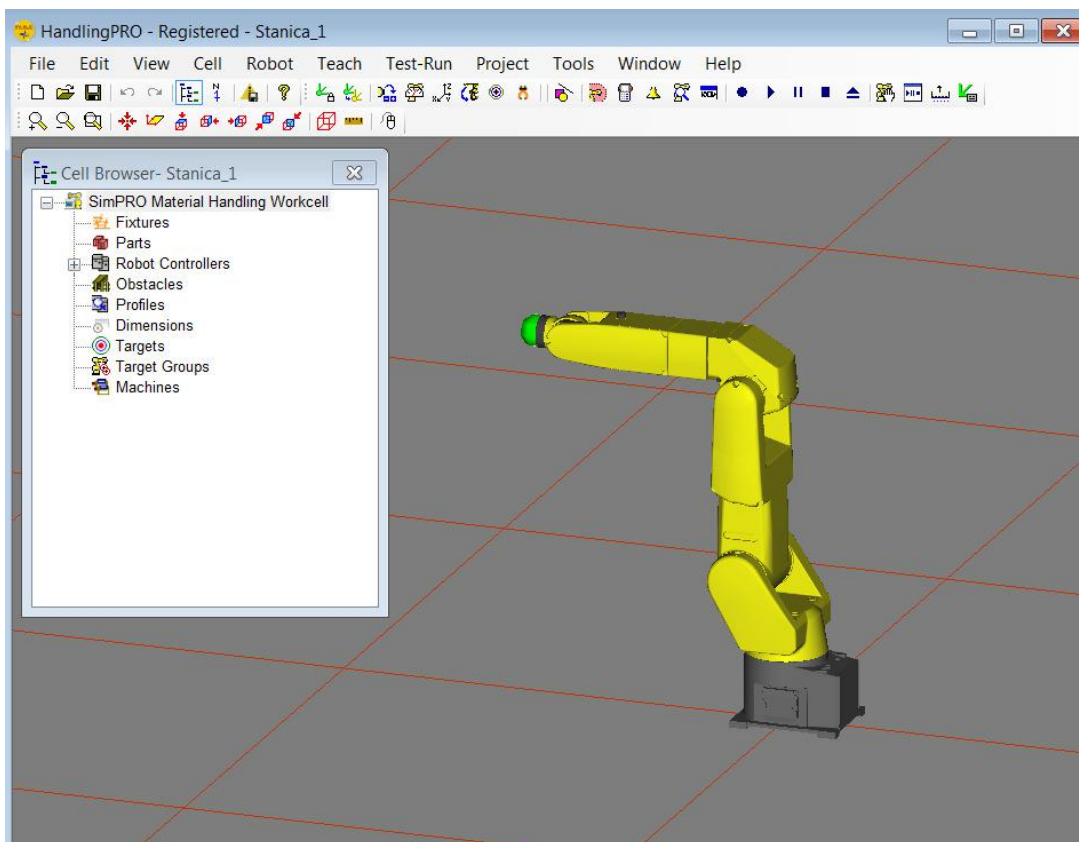 HandlingPRO - Registered - Stanica_1
File Edit View Cell Robot Teach Test-Run Project Tools Window Help
Cell Browser- Stanica_1
SimPRO Material Handling Workcell
Fixtures
Parts
Robot Controllers
Obstacles
Profiles
Dimensions
Targets
Target Groups
Machines